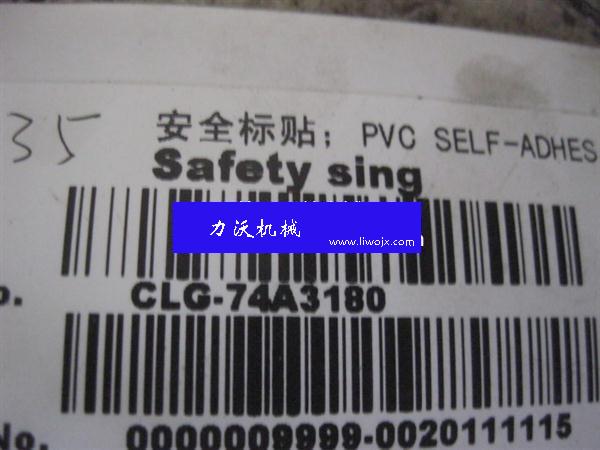 35
安全标贴; PVC SELF-ADHES
Safety sing
力沃机械
www.liwojx.com
o. CLG-74A3180
No. 0000009999-0020111115